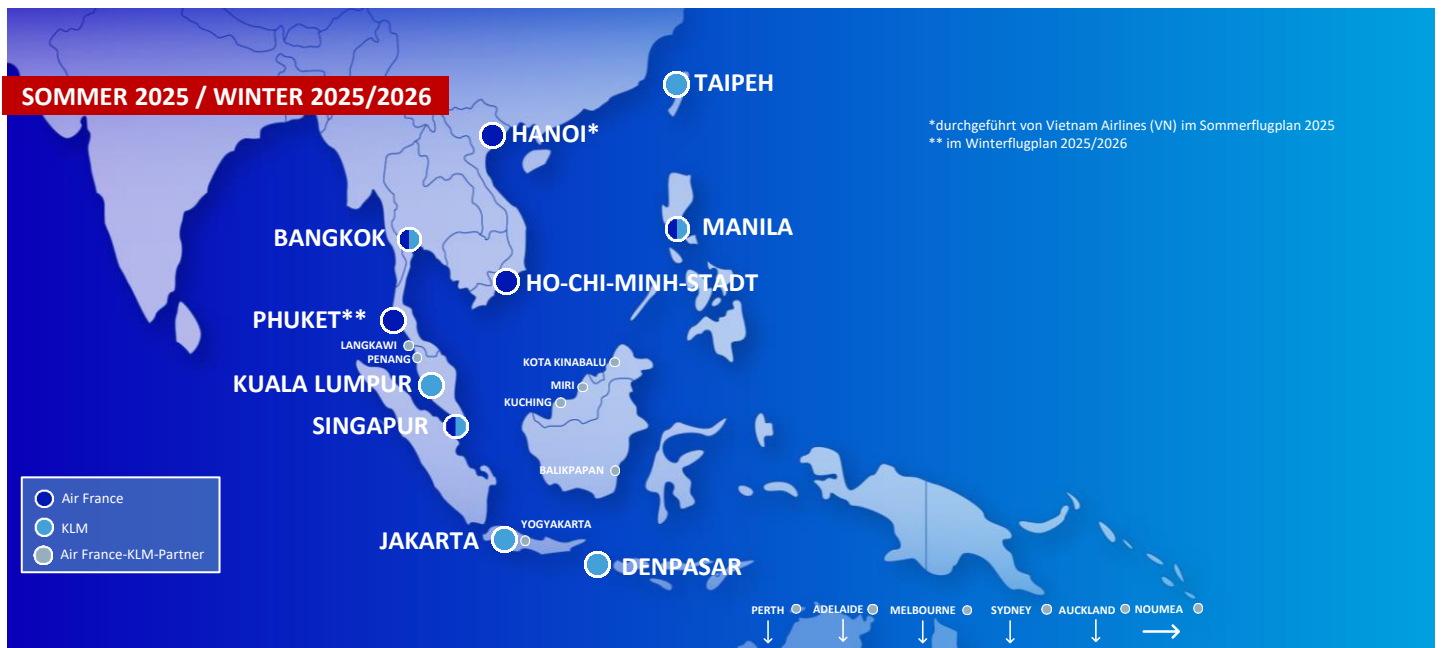 SOMMER 2025 / WINTER 2025/2026
TAIPEH
*durchgeführt von Vietnam Airlines (VN) im Sommerflugplan 2025
** im Winterflugplan 2025/2026
HANOI*
MANILA
BANGKOK
HO-CHI-MINH-STADT
PHUKET**
LANGKAWI
PENANG
KOTA KINABALU
KUALA LUMPUR
MIRI
KUCHING
SINGAPUR
BALIKPAPAN
Air France
KLM
Air France-KLM-Partner
YOGYAKARTA
JAKARTA
DENPASAR
PERTH ADELAIDE MELBOURNE SYDNEY AUCKLAND NOUMEA